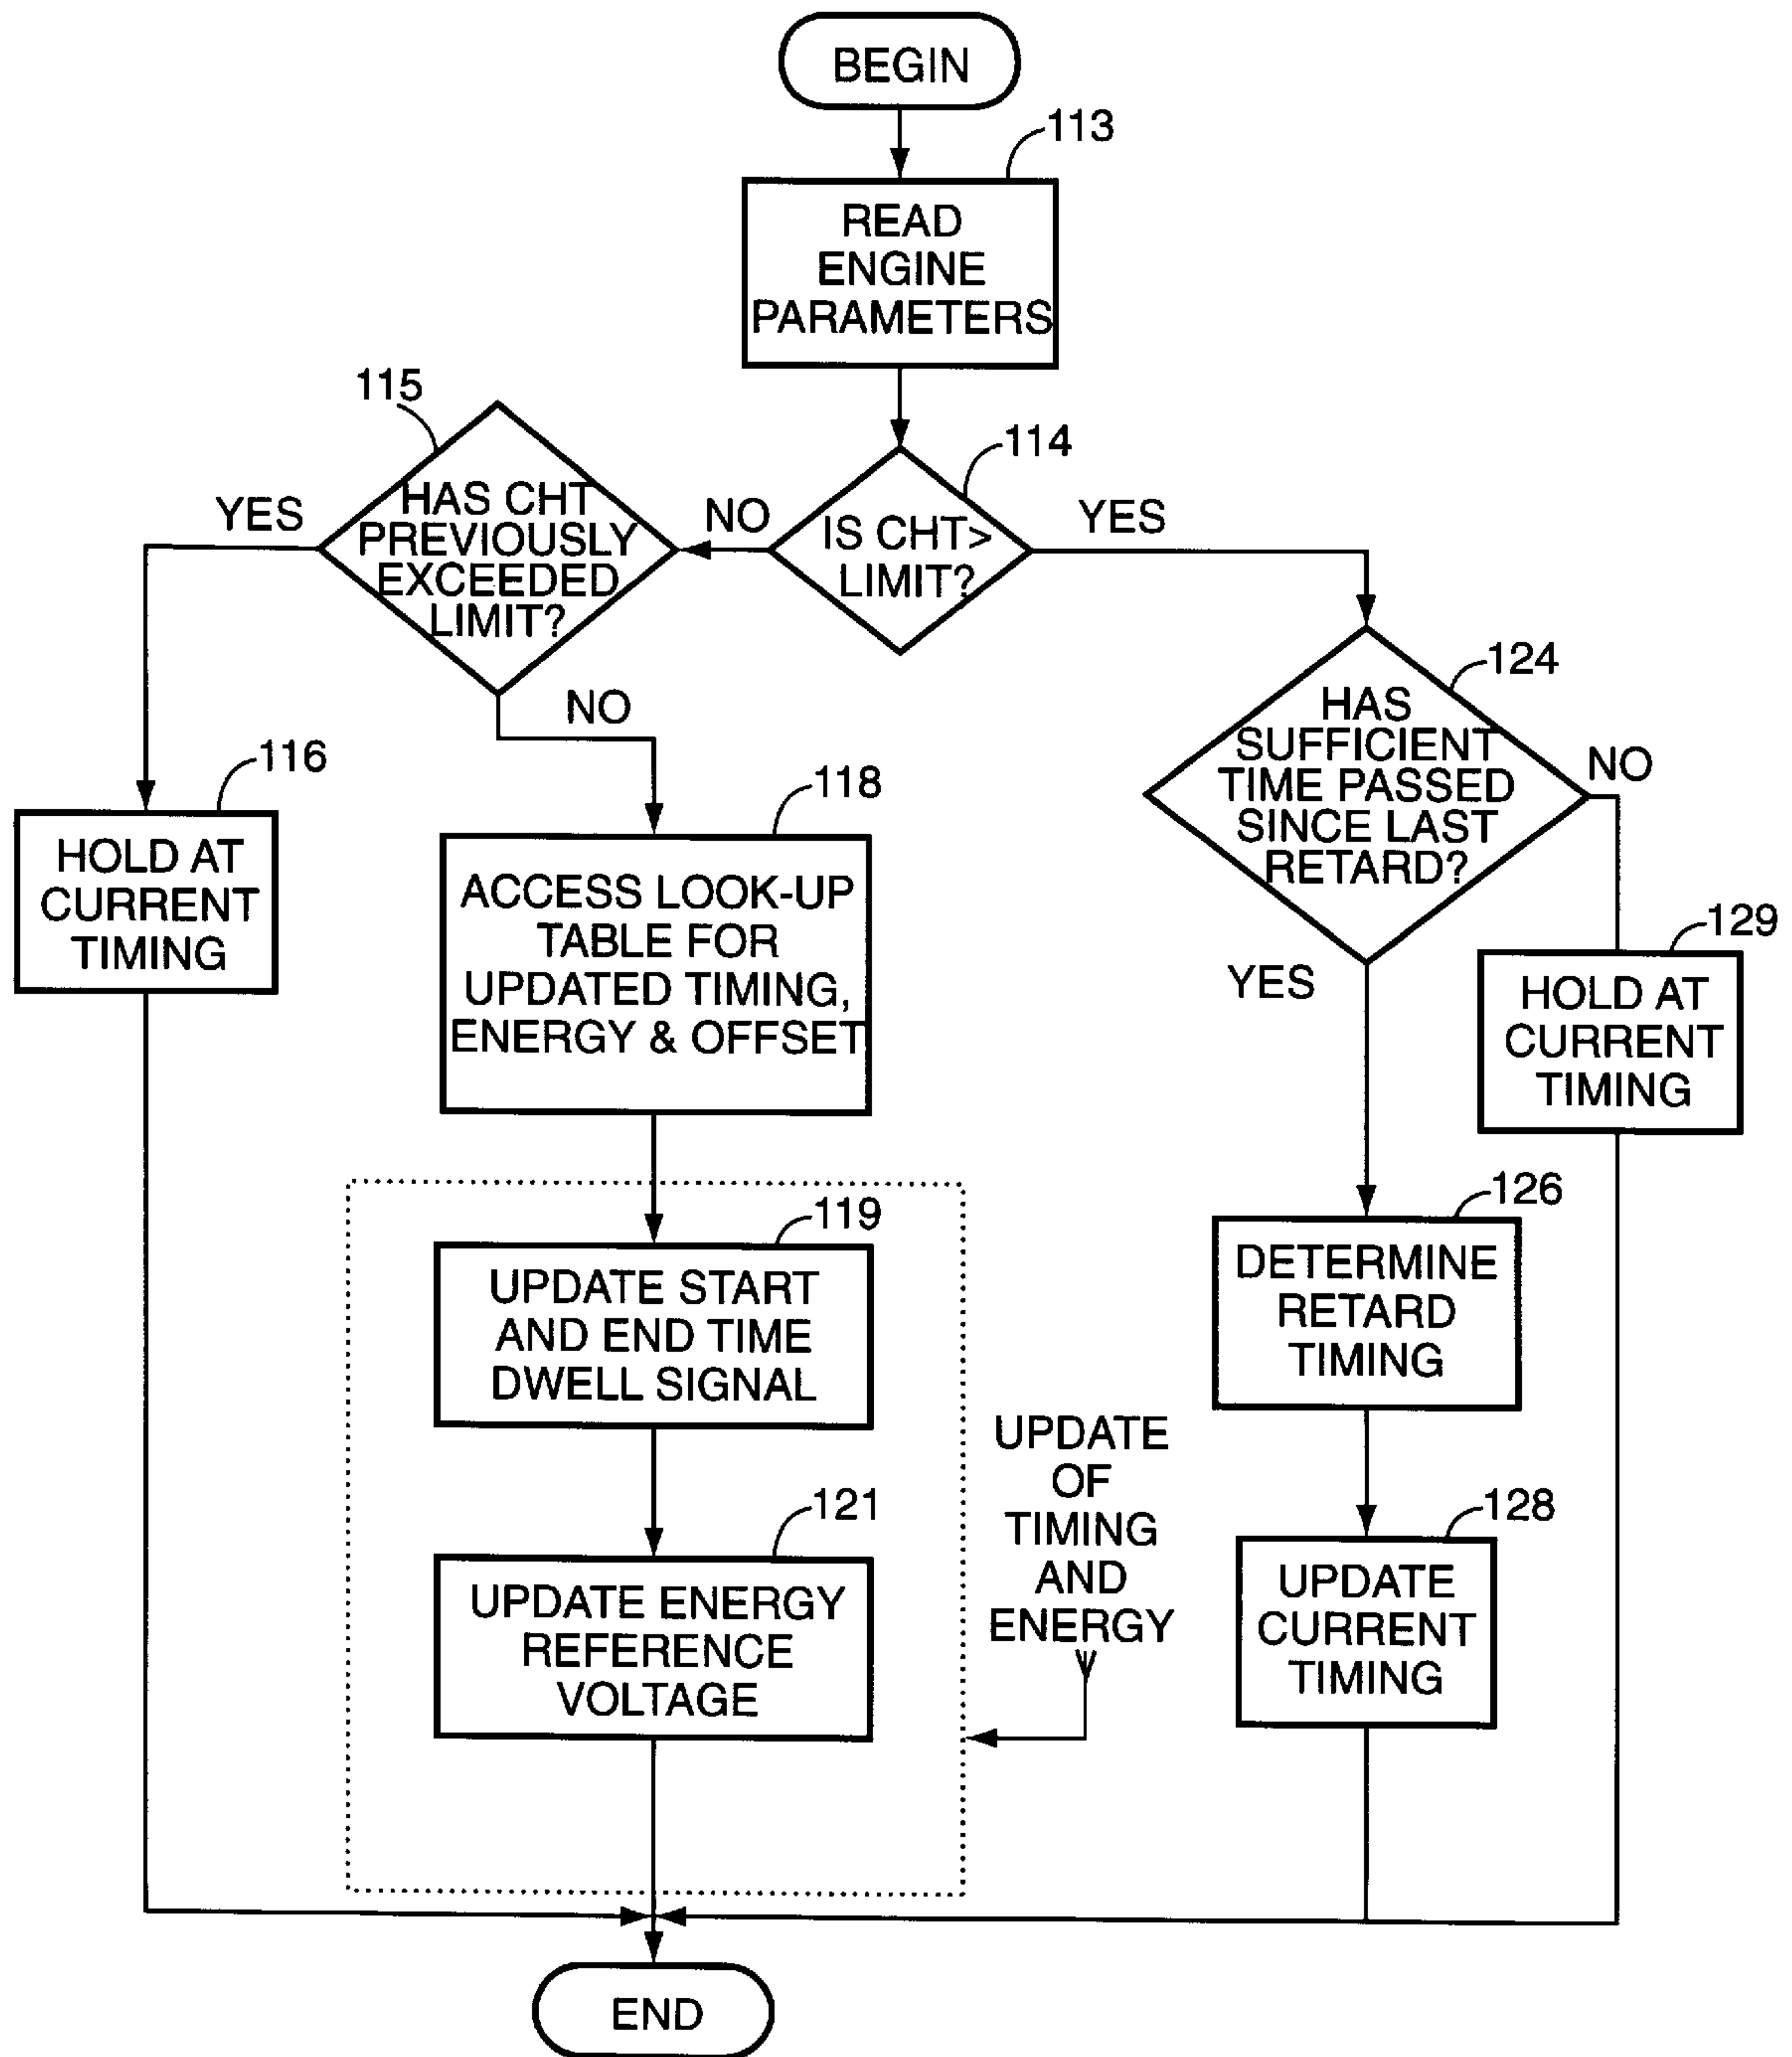 BEGIN
113
READ
ENGINE
PARAMETERS
114
IS CHT>
LIMIT?
NO
YES
115
HAS CHT
PREVIOUSLY
EXCEEDED
LIMIT?
YES
NO
116
HOLD AT
CURRENT
TIMING
118
ACCESS LOOK-UP
TABLE FOR
UPDATED TIMING,
ENERGY & OFFSET
119
UPDATE START
AND END TIME
DWELL SIGNAL
121
UPDATE ENERGY
REFERENCE
VOLTAGE
UPDATE
OF
TIMING
AND
ENERGY
124
HAS
SUFFICIENT
TIME PASSED
SINCE LAST
RETARD?
NO
YES
129
HOLD AT
CURRENT
TIMING
126
DETERMINE
RETARD
TIMING
128
UPDATE
CURRENT
TIMING
END